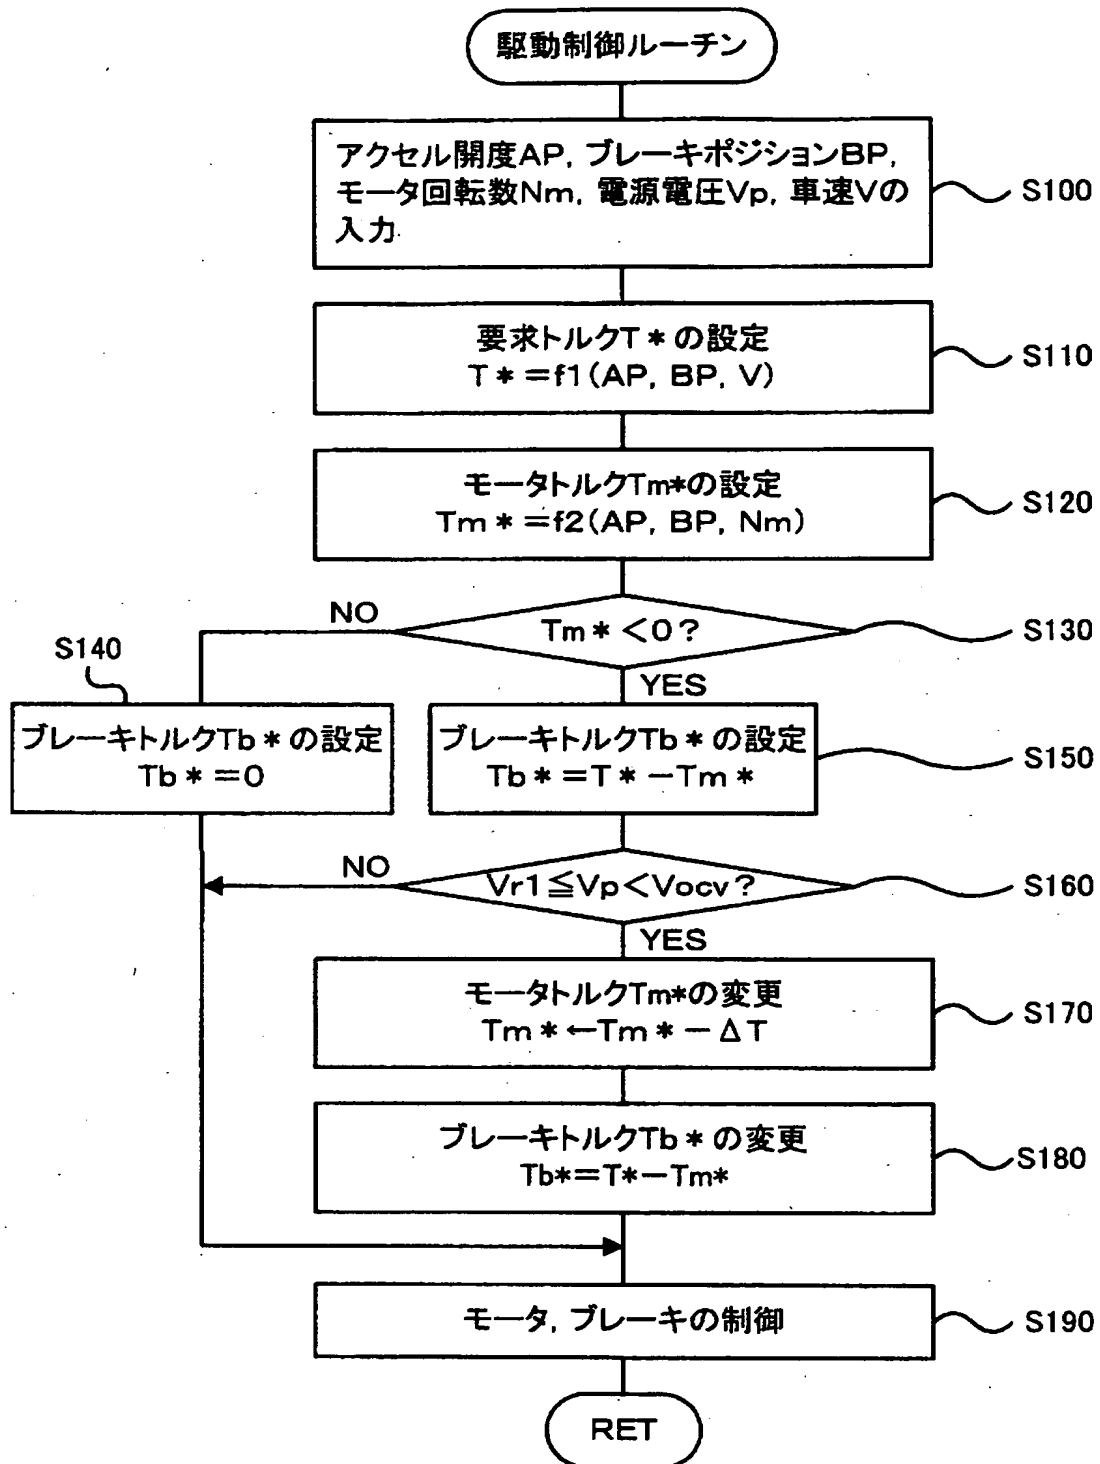 駆動制御ルーチン
アクセル開度AP, ブレーキポジションBP,
モータ回転数Nm, 電源電圧Vp, 車速Vの
入力
S100
要求トルクT*の設定
T*=f1(AP, BP, V)
S110
モータトルクTm*の設定
Tm*=f2(AP, BP, Nm)
S120
NO
Tm*<0?
S130
S140
YES
ブレーキトルクTb*の設定
Tb*=0
ブレーキトルクTb*の設定
Tb*=T*-Tm*
S150
NO
Vr1≦Vp<Vocv?
S160
YES
モータトルクTm*の変更
Tm*←Tm*-ΔT
S170
ブレーキトルクTb*の変更
Tb*=T*-Tm*
S180
モータ, ブレーキの制御
S190
RET